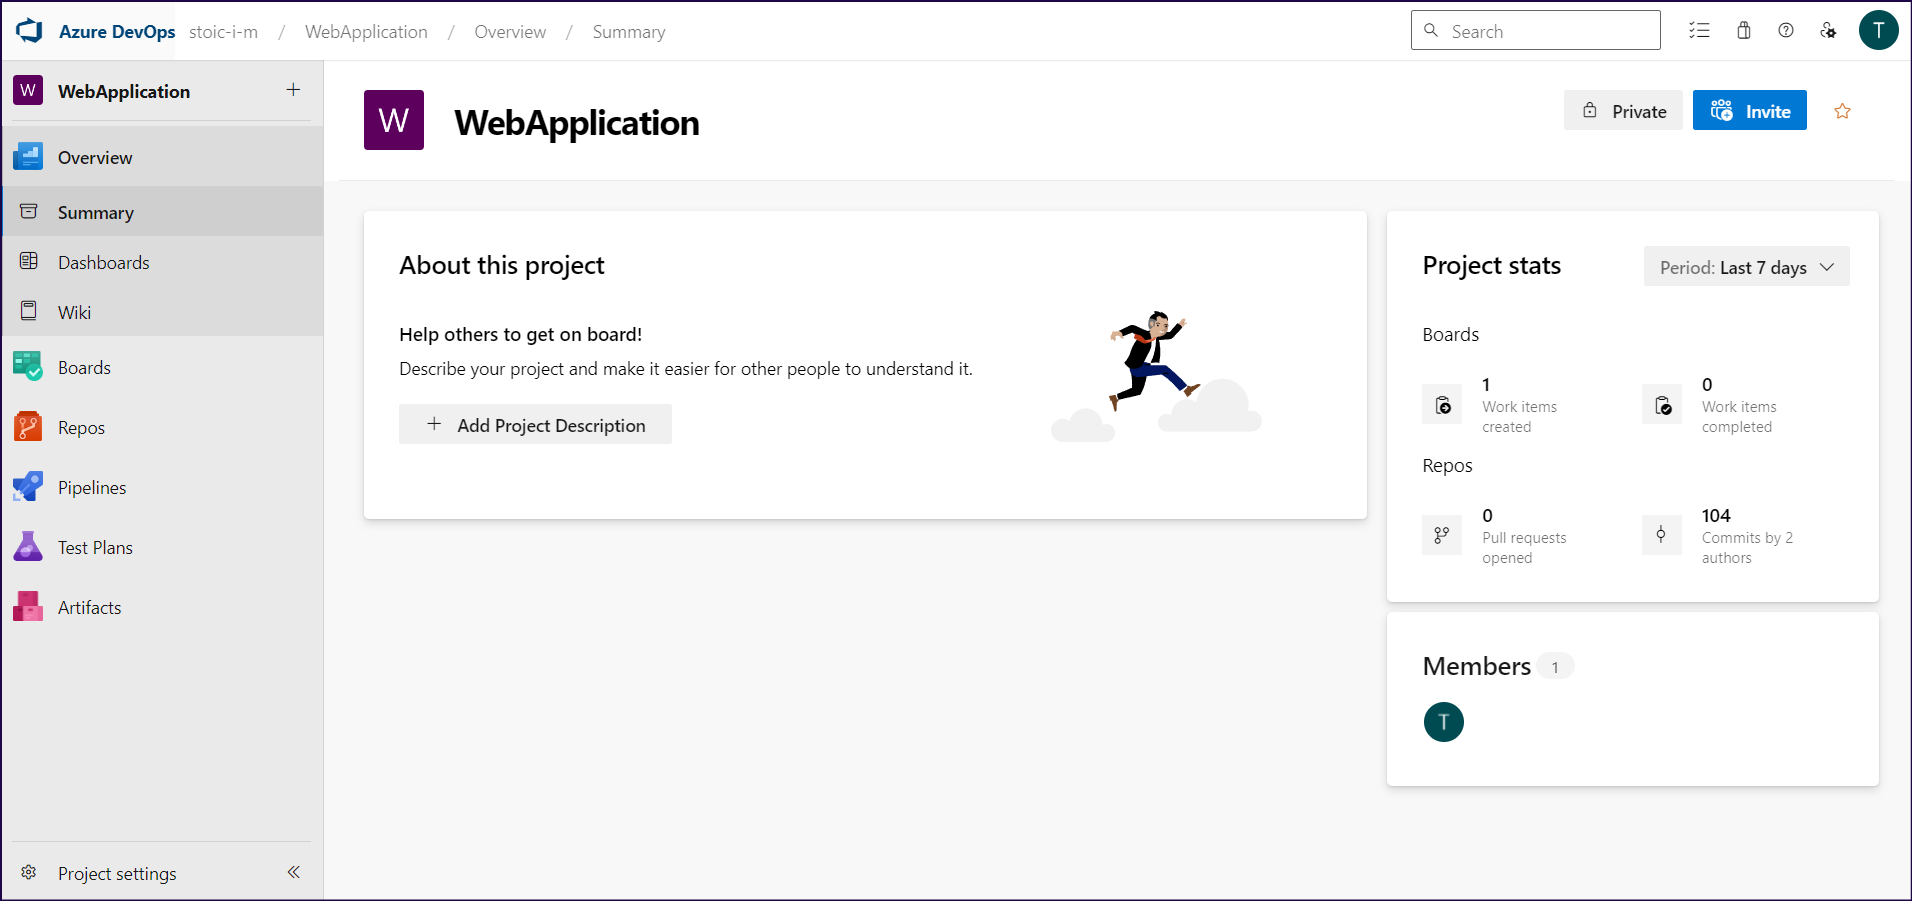 Azure DevOps stoic-i-m / WebApplication / Overview / Summary
Search
T
W WebApplication +
Overview
Summary
Dashboards
Wiki
Boards
Repos
Pipelines
Test Plans
Artifacts
Project settings
W WebApplication
Private
Invite
About this project
Help others to get on board!
Describe your project and make it easier for other people to understand it.
+ Add Project Description
Project stats
Period: Last 7 days
Boards
1
Work items
created
0
Work items
completed
Repos
0
Pull requests
opened
104
Commits by 2
authors
Members 1
T